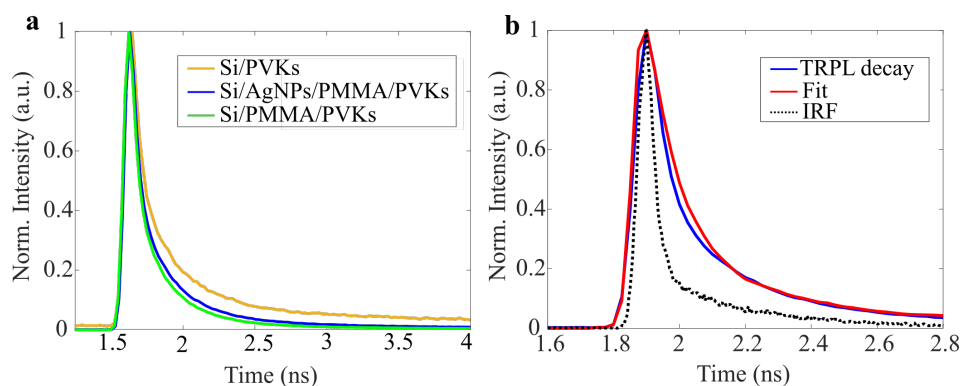 a
Norm. Intensity (a.u.)
1
0.8
0.6
0.4
0.2
0
Si/PVKs
Si/AgNPs/PMMA/PVKs
Si/PMMA/PVKs
1.5 2 2.5 3 3.5 4
Time (ns)
b
Norm. Intensity (a.u.)
1
0.8
0.6
0.4
0.2
0
TRPL decay
Fit
IRF
1.6 1.8 2 2.2 2.4 2.6 2.8
Time (ns)